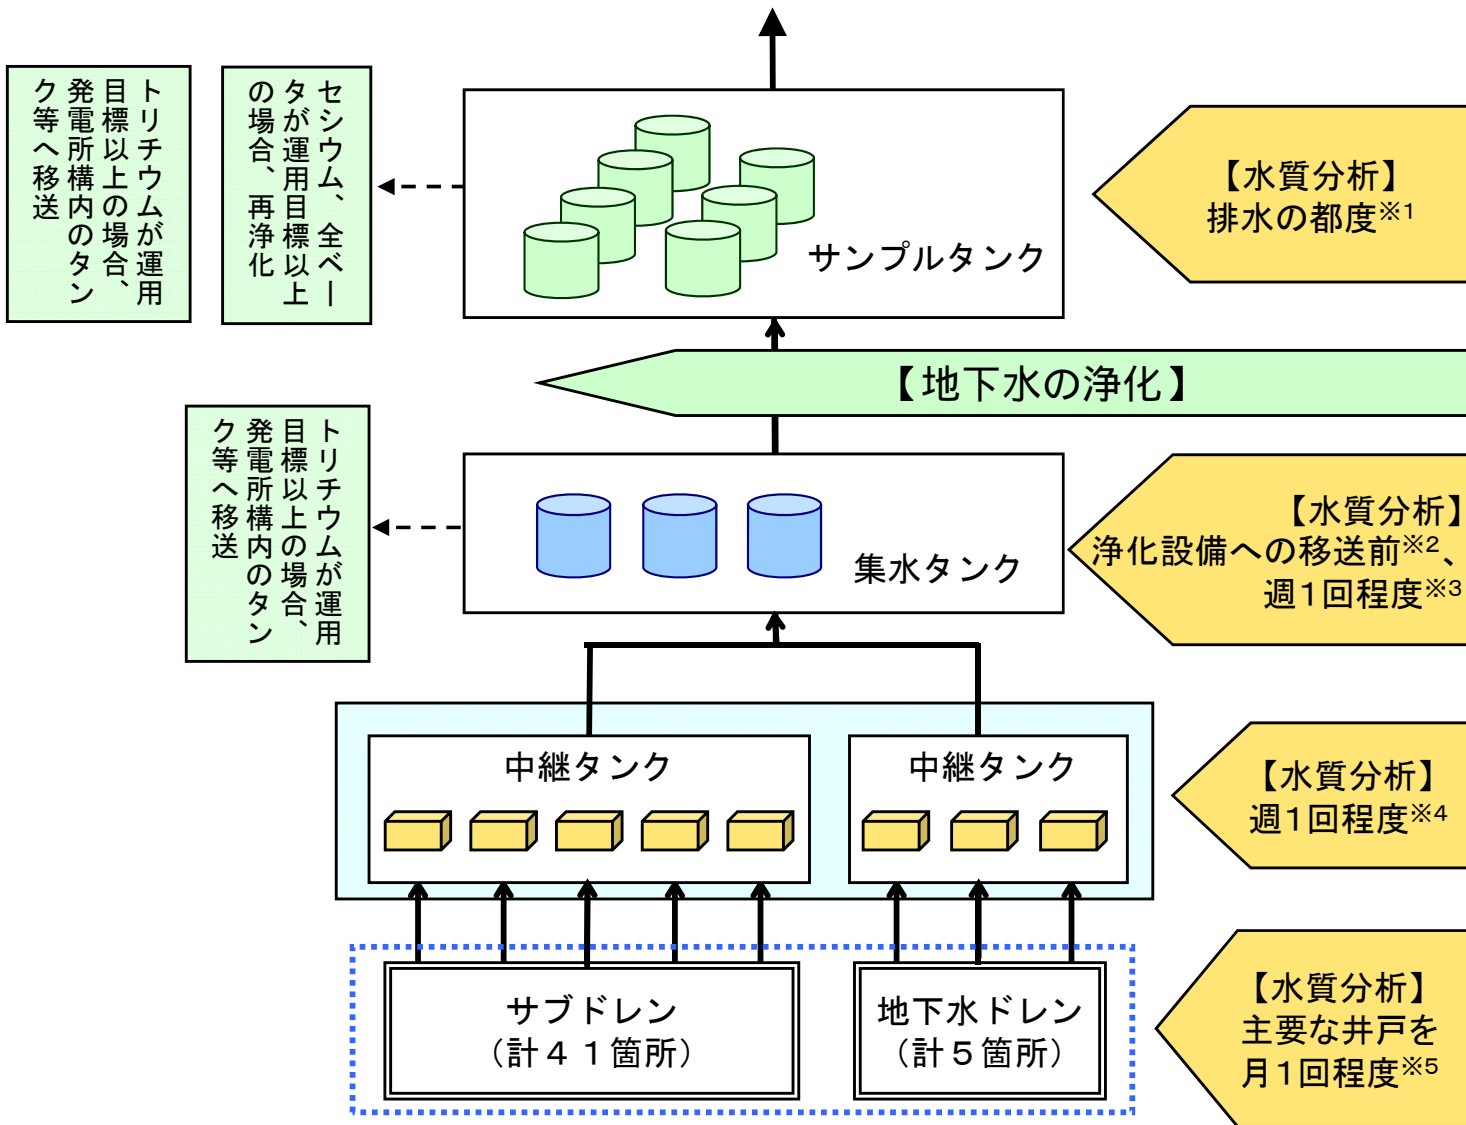 トリチウムが運用
目標以上の場合、
発電所構内のタン
ク等へ移送
セシウム、全ベー
タが運用目標以上
の場合、再浄化
サンプルタンク
【水質分析】
排水の都度※1
【地下水の浄化】
トリチウムが運用
目標以上の場合、
発電所構内のタン
ク等へ移送
集水タンク
【水質分析】
浄化設備への移送前※2、
週1回程度※3
中継タンク
中継タンク
【水質分析】
週1回程度※4
サブドレン
（計４１箇所）
地下水ドレン
（計５箇所）
【水質分析】
主要な井戸を
月1回程度※5